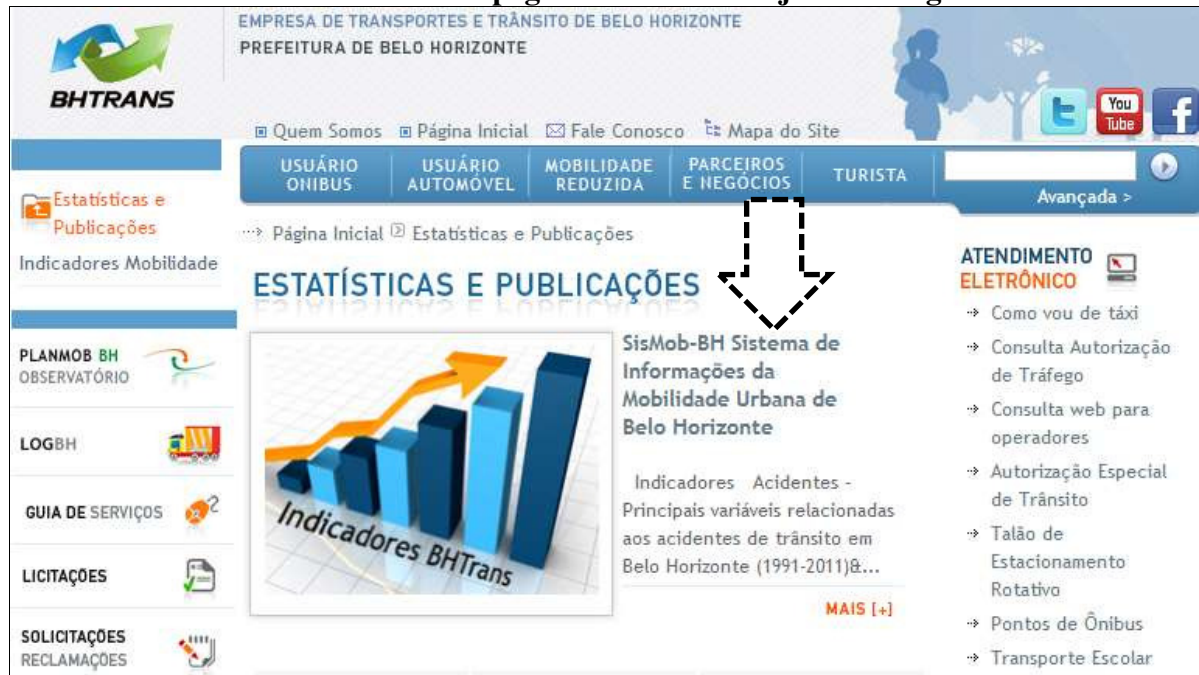 EMPRESA DE TRANSPORTES E TRÂNSITO DE BELO HORIZONTE
PREFEITURA DE BELO HORIZONTE
BHTRANS
Quem Somos
Página Inicial
Fale Conosco
Mapa do Site
You
Tube
USUÁRIO
ONIBUS
USUÁRIO
AUTOMÓVEL
MOBILIDADE
REDUZIDA
PARCEIROS
E NEGÓCIOS
TURISTA
Avançada >
Estatísticas e
Publicações
Indicadores Mobilidade
PLANMOB BH
OBSERVATÓRIO
LOGBH
GUIA DE SERVIÇOS
LICITAÇÕES
SOLICITAÇÕES
RECLAMAÇÕES
Página Inicial
Estatísticas e Publicações
ESTATÍSTICAS E PUBLICAÇÕES
Indicadores BHTrans
SisMob-BH Sistema de
Informações da
Mobilidade Urbana de
Belo Horizonte
Indicadores Acidentes -
Principais variáveis relacionadas
aos acidentes de trânsito em
Belo Horizonte (1991-
2011)&...
MAIS [+]
ATENDIMENTO
ELETRÔNICO
Como vou de táxi
Consulta Autorização
de Tráfego
Consulta web para
operadores
Autorização Especial
de Trânsito
Talão de
Estacionamento
Rotativo
Pontos de Ônibus
Transporte Escolar